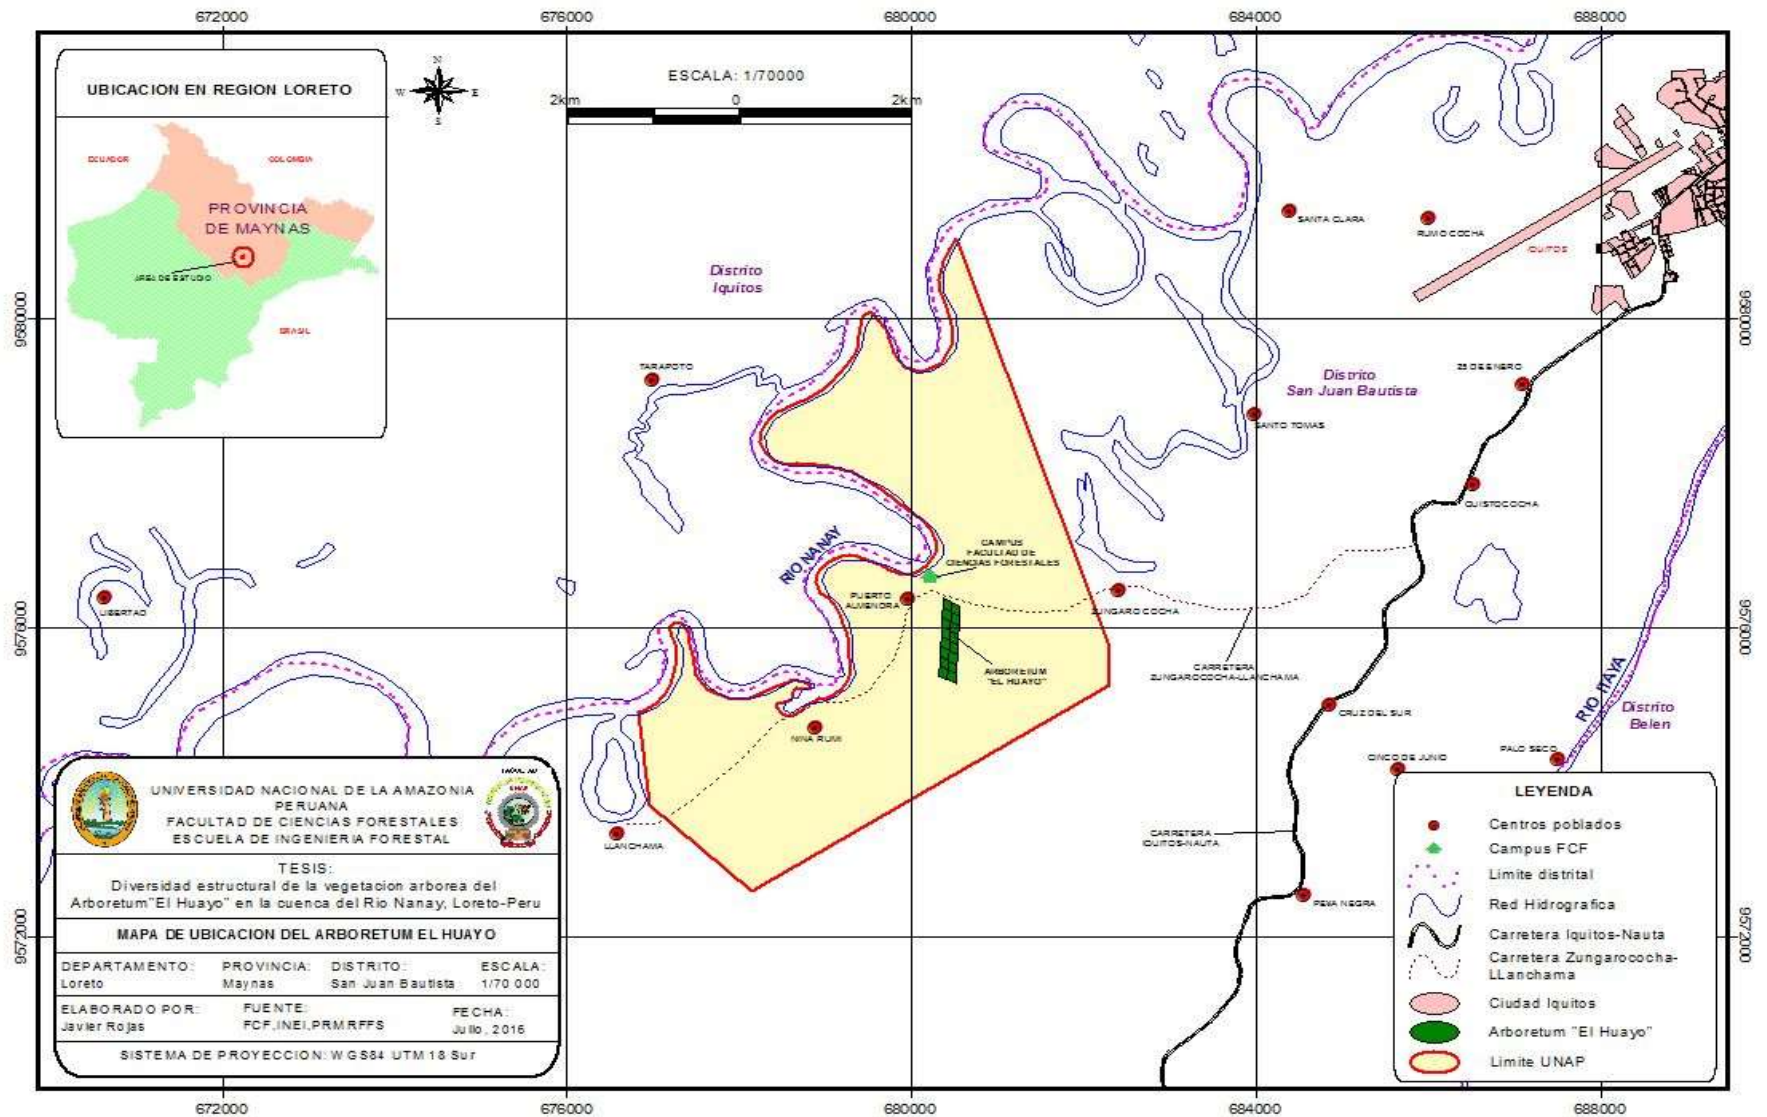 672000 676000 680000 684000 688000
UBICACION EN REGION LORETO
ECUADOR
COLOMBIA
PROVINCIA
DE MAYNAS
AREA DE ESTUDIO
BRASIL
N
W E
S
ESCALA: 1/70000
2km 0 2km
Distrito
Iquitos
SANTA CLARA
RUMOCOCHA
IQUITOS
9580000
9580000
TARAPOTO
Distrito
San Juan Bautista
25 DE ENERO
SANTO TOMAS
QUISTOCOCHA
RIO NANAY
CAMPUS
FACULTAD DE
CIENCIAS FORESTALES
LIBERTAD
PUERTO
ALMENDRA
ZUNGARO COCHA
9576000
9576000
ARBORETUM
"EL HUAYO"
CARRETERA
ZUNGAROCOCHA-LLANCHAMA
RIO ITAYA
Distrito
Belen
CRUZ DEL SUR
NINA RUMI
PALO SECO
CINCO DE JUNIO
LLANCHAMA
CARRETERA
IQUITOS-NAUTA
PEÑA NEGRA
9572000
9572000
UNIVERSIDAD NACIONAL DE LA AMAZONIA
PERUANA
FACULTAD DE CIENCIAS FORESTALES
ESCUELA DE INGENIERIA FORESTAL
TESIS:
Diversidad estructural de la vegetacion arborea del
Arboretum"El Huayo" en la cuenca del Rio Nanay, Loreto-Peru
MAPA DE UBICACION DEL ARBORETUM EL HUAYO
DEPARTAMENTO: PROVINCIA: DISTRITO: ESCALA:
Loreto Maynas San Juan Bautista 1/70 000
ELABORADO POR: FUENTE: FECHA:
Javier Rojas FCF,INEI,PRMRFFS Julio, 2016
SISTEMA DE PROYECCION: WGS84 UTM 18 Sur
LEYENDA
Centros poblados
Campus FCF
Limite distrital
Red Hidrografica
Carretera Iquitos-Nauta
Carretera Zungarococha-
LLanchama
Ciudad Iquitos
Arboretum "El Huayo"
Limite UNAP
672000 676000 680000 684000 688000